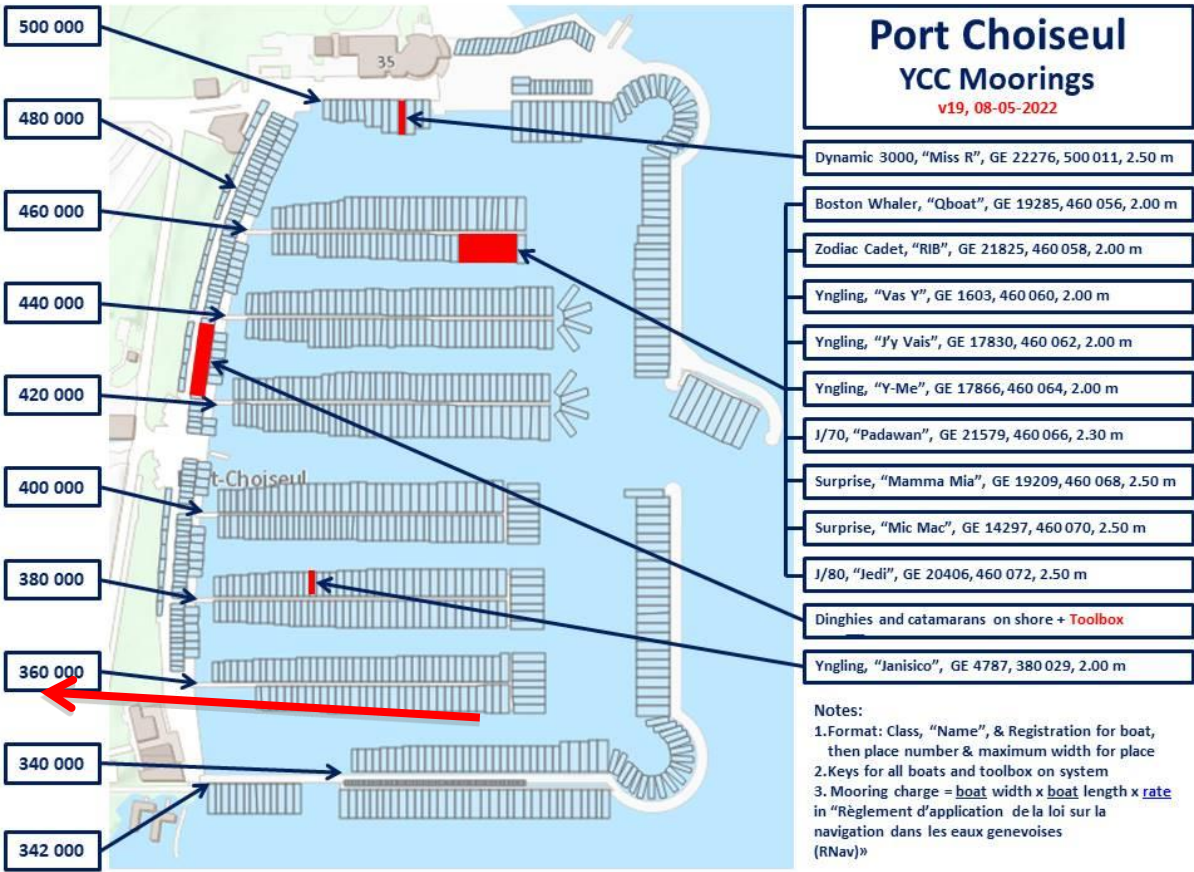 500 000
480 000
460 000
440 000
420 000
400 000
380 000
360 000
340 000
342 000
35
t-Choiseul
Port Choiseul
YCC Moorings
v19, 08-05-2022
Dynamic 3000, “Miss R”, GE 22276, 500 011, 2.50 m
Boston Whaler, “Qboat”, GE 19285, 460 056, 2.00 m
Zodiac Cadet, “RIB”, GE 21825, 460 058, 2.00 m
Yngling, “Vas Y”, GE 1603, 460 060, 2.00 m
Yngling, “J’y Vais”, GE 17830, 460 062, 2.00 m
Yngling, “Y-Me”, GE 17866, 460 064, 2.00 m
J/70, “Padawan”, GE 21579, 460 066, 2.30 m
Surprise, “Mamma Mia”, GE 19209, 460 068, 2.50 m
Surprise, “Mic Mac”, GE 14297, 460 070, 2.50 m
J/80, “Jedi”, GE 20406, 460 072, 2.50 m
Dinghies and catamarans on shore + Toolbox
Yngling, “Janisico”, GE 4787, 380 029, 2.00 m
Notes:
1.Format: Class, “Name”, & Registration for boat,
then place number & maximum width for place
2.Keys for all boats and toolbox on system
3. Mooring charge = boat width x boat length x rate
in “Règlement d’application de la loi sur la
navigation dans les eaux genevoises
(RNav)»